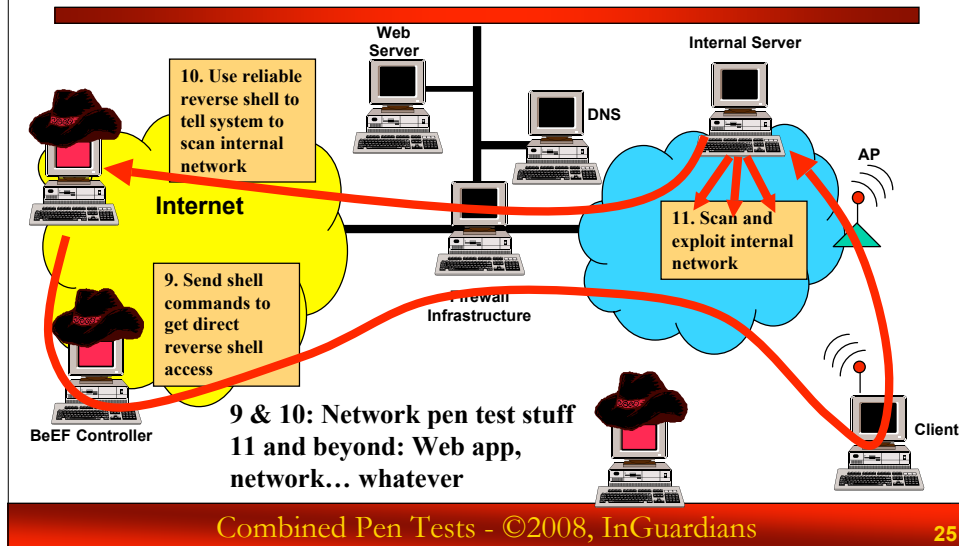 Web
Server
Internal Server
10. Use reliable
reverse shell to
tell system to
scan internal
network
DNS
AP
Internet
11. Scan and
exploit internal
network
9. Send shell
commands to
get direct
reverse shell
access
Firewall
Infrastructure
BeEF Controller
Client
9 & 10: Network pen test stuff
11 and beyond: Web app,
network… whatever
Combined Pen Tests - ©2008, InGuardians
25